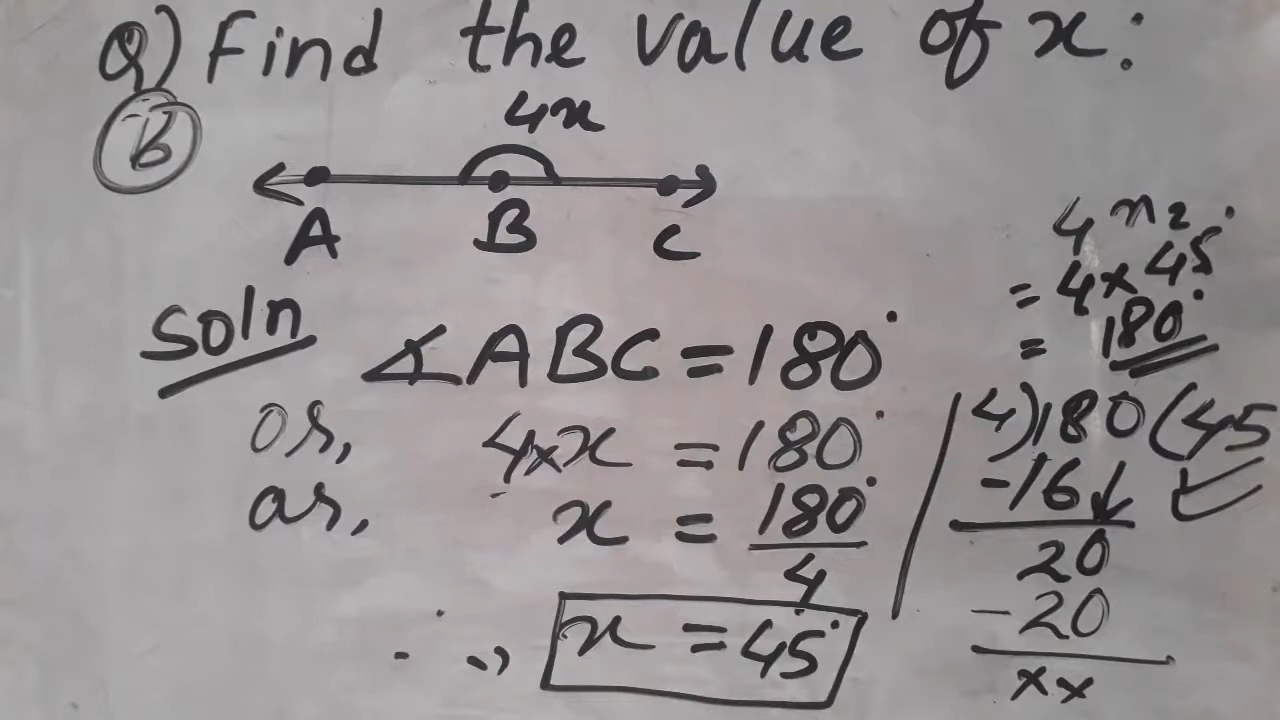 Q) Find the value of x:
B
4x
A B C
Soln ∡ABC = 180°
or, 4×x = 180°
or, x = 180°/4
∴, x = 45°
= 4×45°
= 180°
4)180(45
-16↓
20
-20
××